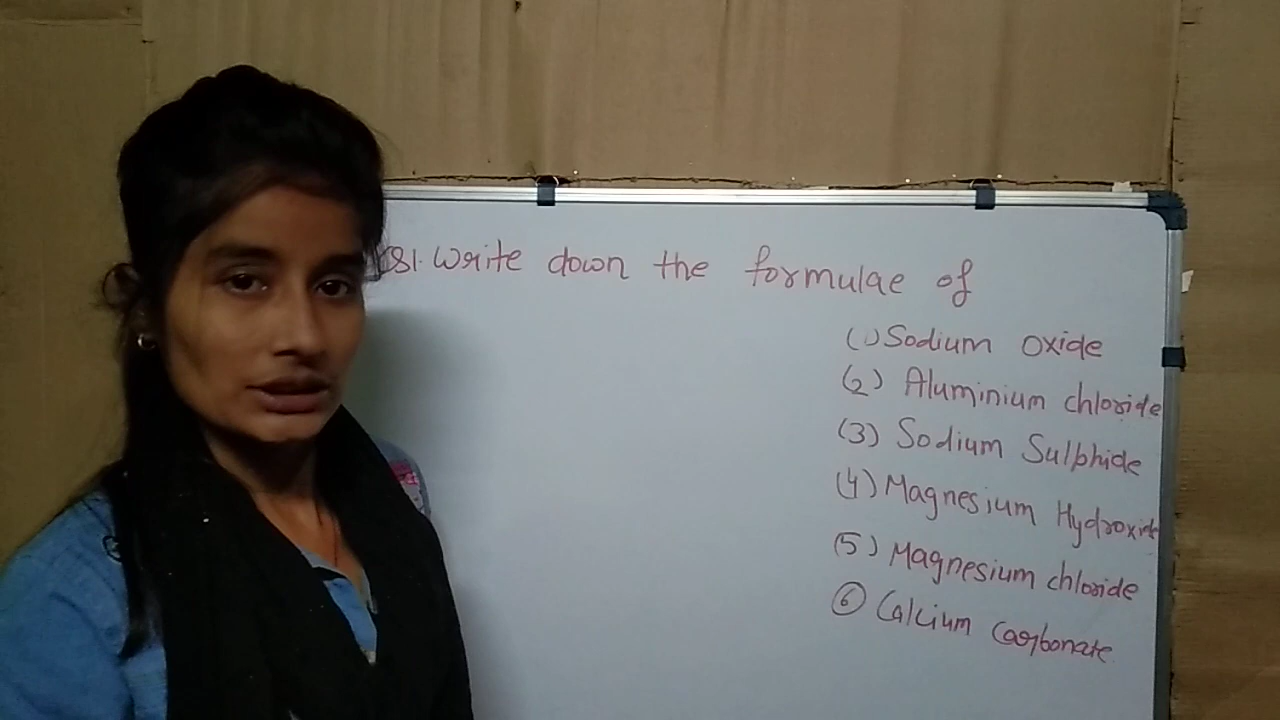 Q1. Write down the formulae of
(1) Sodium oxide
(2) Aluminium chloride
(3) Sodium Sulphide
(4) Magnesium Hydroxide
(5) Magnesium chloride
(6) Calcium Carbonate